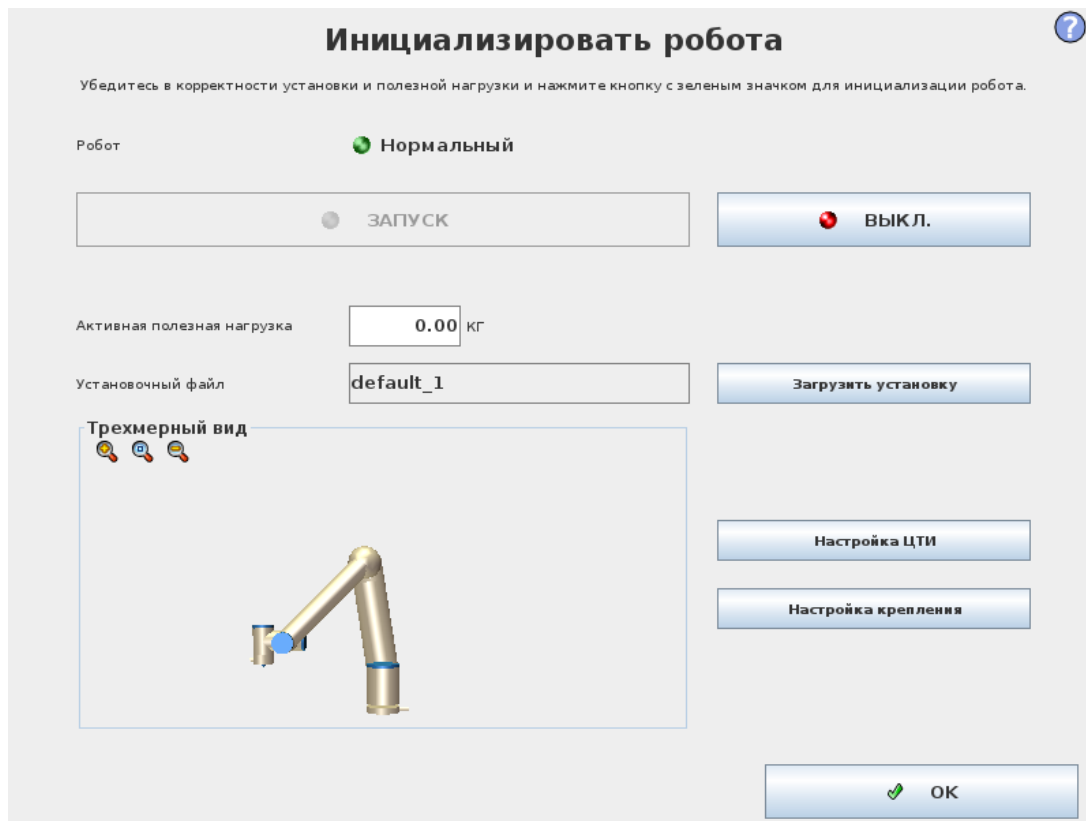 Инициализировать робота
?
Убедитесь в корректности установки и полезной нагрузки и нажмите кнопку с зеленым значком для инициализации робота.
Робот Нормальный
ЗАПУСК ВЫКЛ.
Активная полезная нагрузка 0.00 кг
Установочный файл default_1 Загрузить установку
Трехмерный вид
Настройка ЦТИ
Настройка крепления
OK